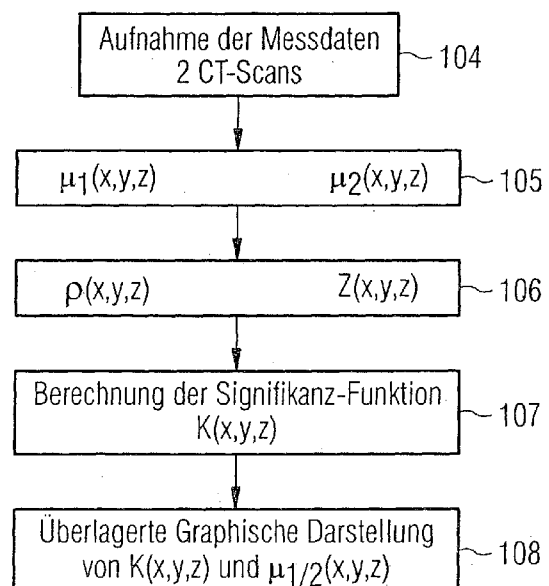 Aufnahme der Messdaten
2 CT-Scans
104
μ1(x,y,z) μ2(x,y,z)
105
ρ(x,y,z) Z(x,y,z)
106
Berechnung der Signifikanz-Funktion
K(x,y,z)
107
Überlagerte Graphische Darstellung
von K(x,y,z) und μ1/2(x,y,z)
108